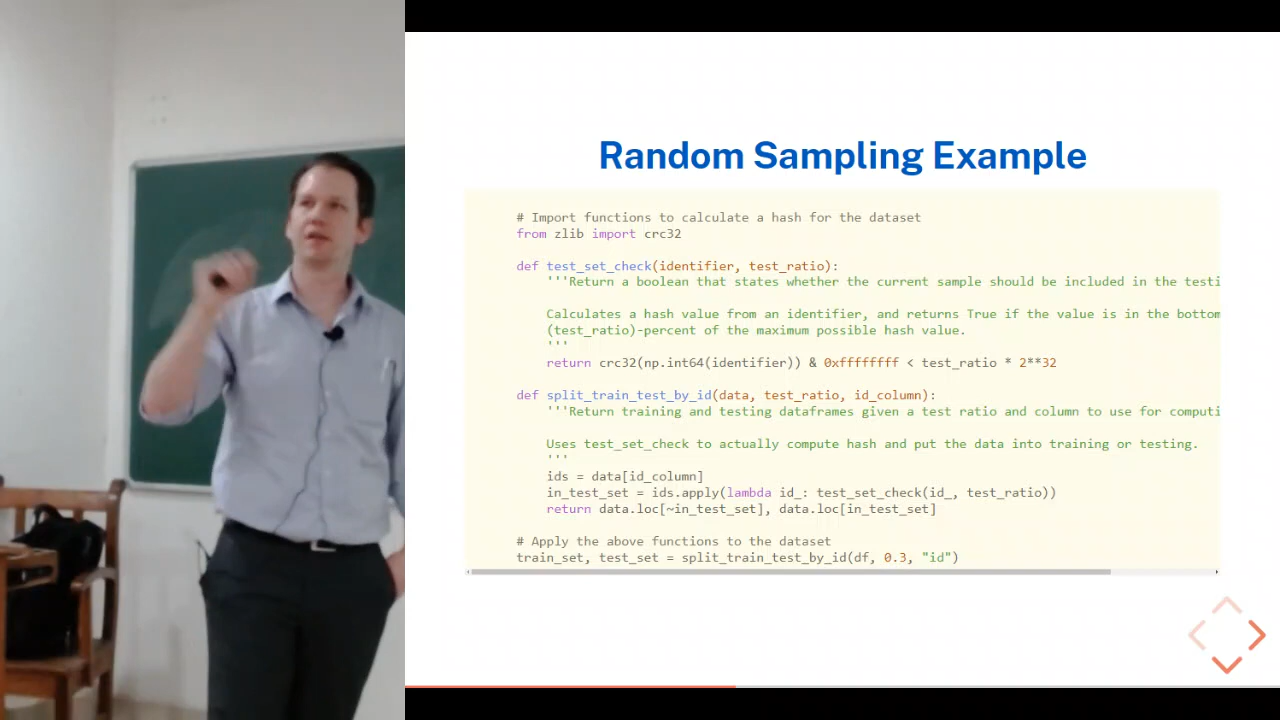 Random Sampling Example
# Import functions to calculate a hash for the dataset
from zlib import crc32
def test_set_check(identifier, test_ratio):
'''Return a boolean that states whether the current sample should be included in the testi
Calculates a hash value from an identifier, and returns True if the value is in the bottom
(test_ratio)-percent of the maximum possible hash value.
'''
return crc32(np.int64(identifier)) & 0xffffffff < test_ratio * 2**32
def split_train_test_by_id(data, test_ratio, id_column):
'''Return training and testing dataframes given a test ratio and column to use for computi
Uses test_set_check to actually compute hash and put the data into training or testing.
'''
ids = data[id_column]
in_test_set = ids.apply(lambda id_: test_set_check(id_, test_ratio))
return data.loc[~in_test_set], data.loc[in_test_set]
# Apply the above functions to the dataset
train_set, test_set = split_train_test_by_id(df, 0.3, "id")